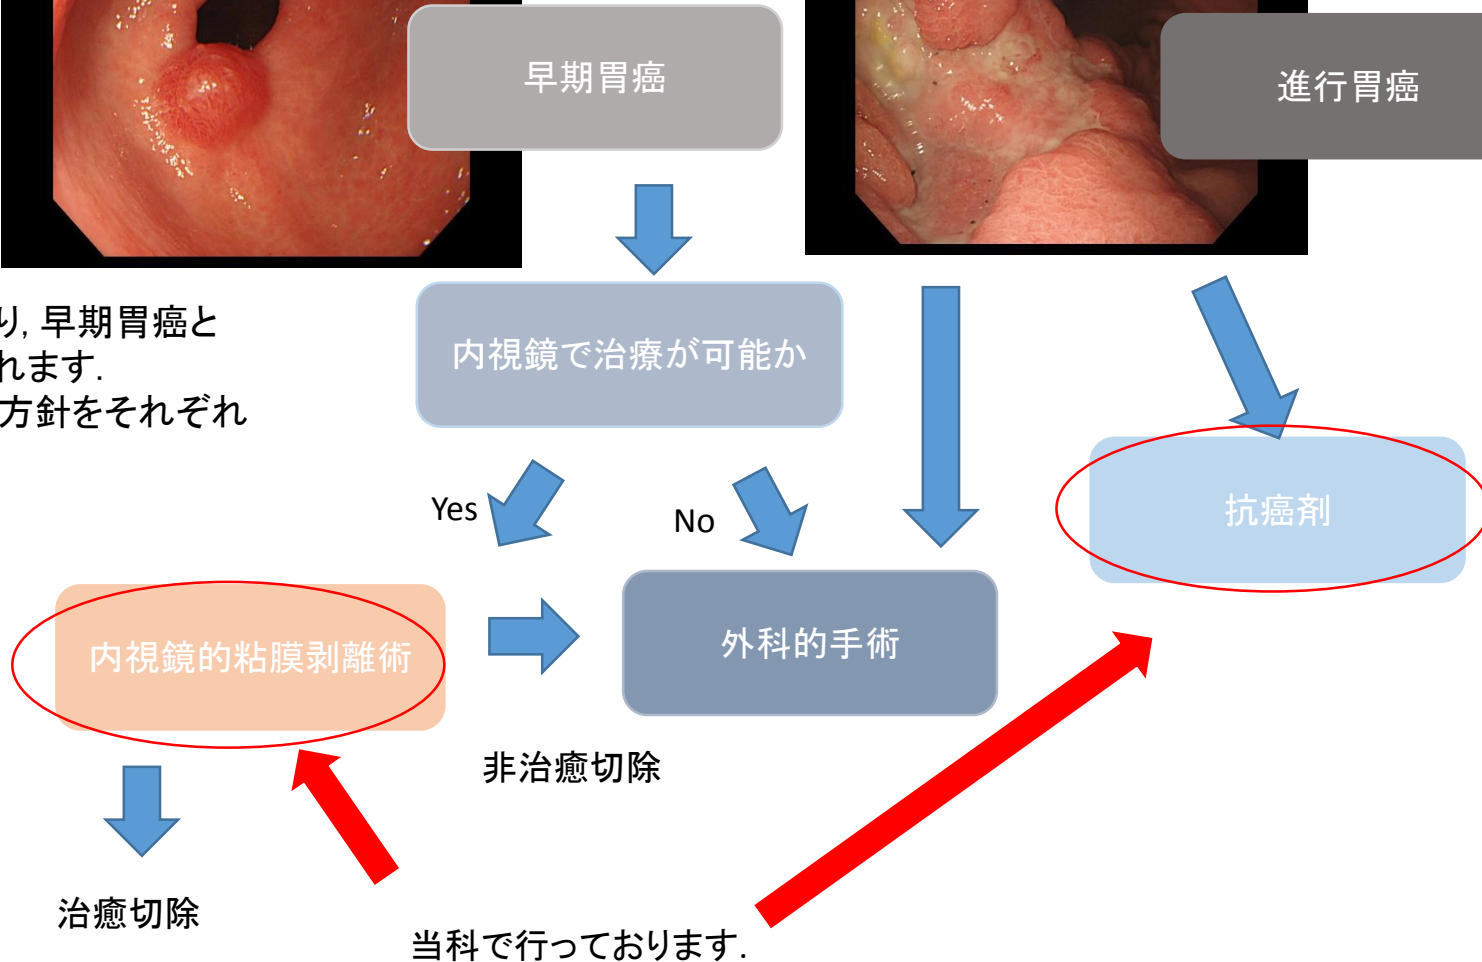 早期胃癌
進行胃癌
り, 早期胃癌と
れます.
方針をそれぞれ
内視鏡で治療が可能か
Yes
No
抗癌剤
内視鏡的粘膜剥離術
外科的手術
非治癒切除
治癒切除
当科で行っております.